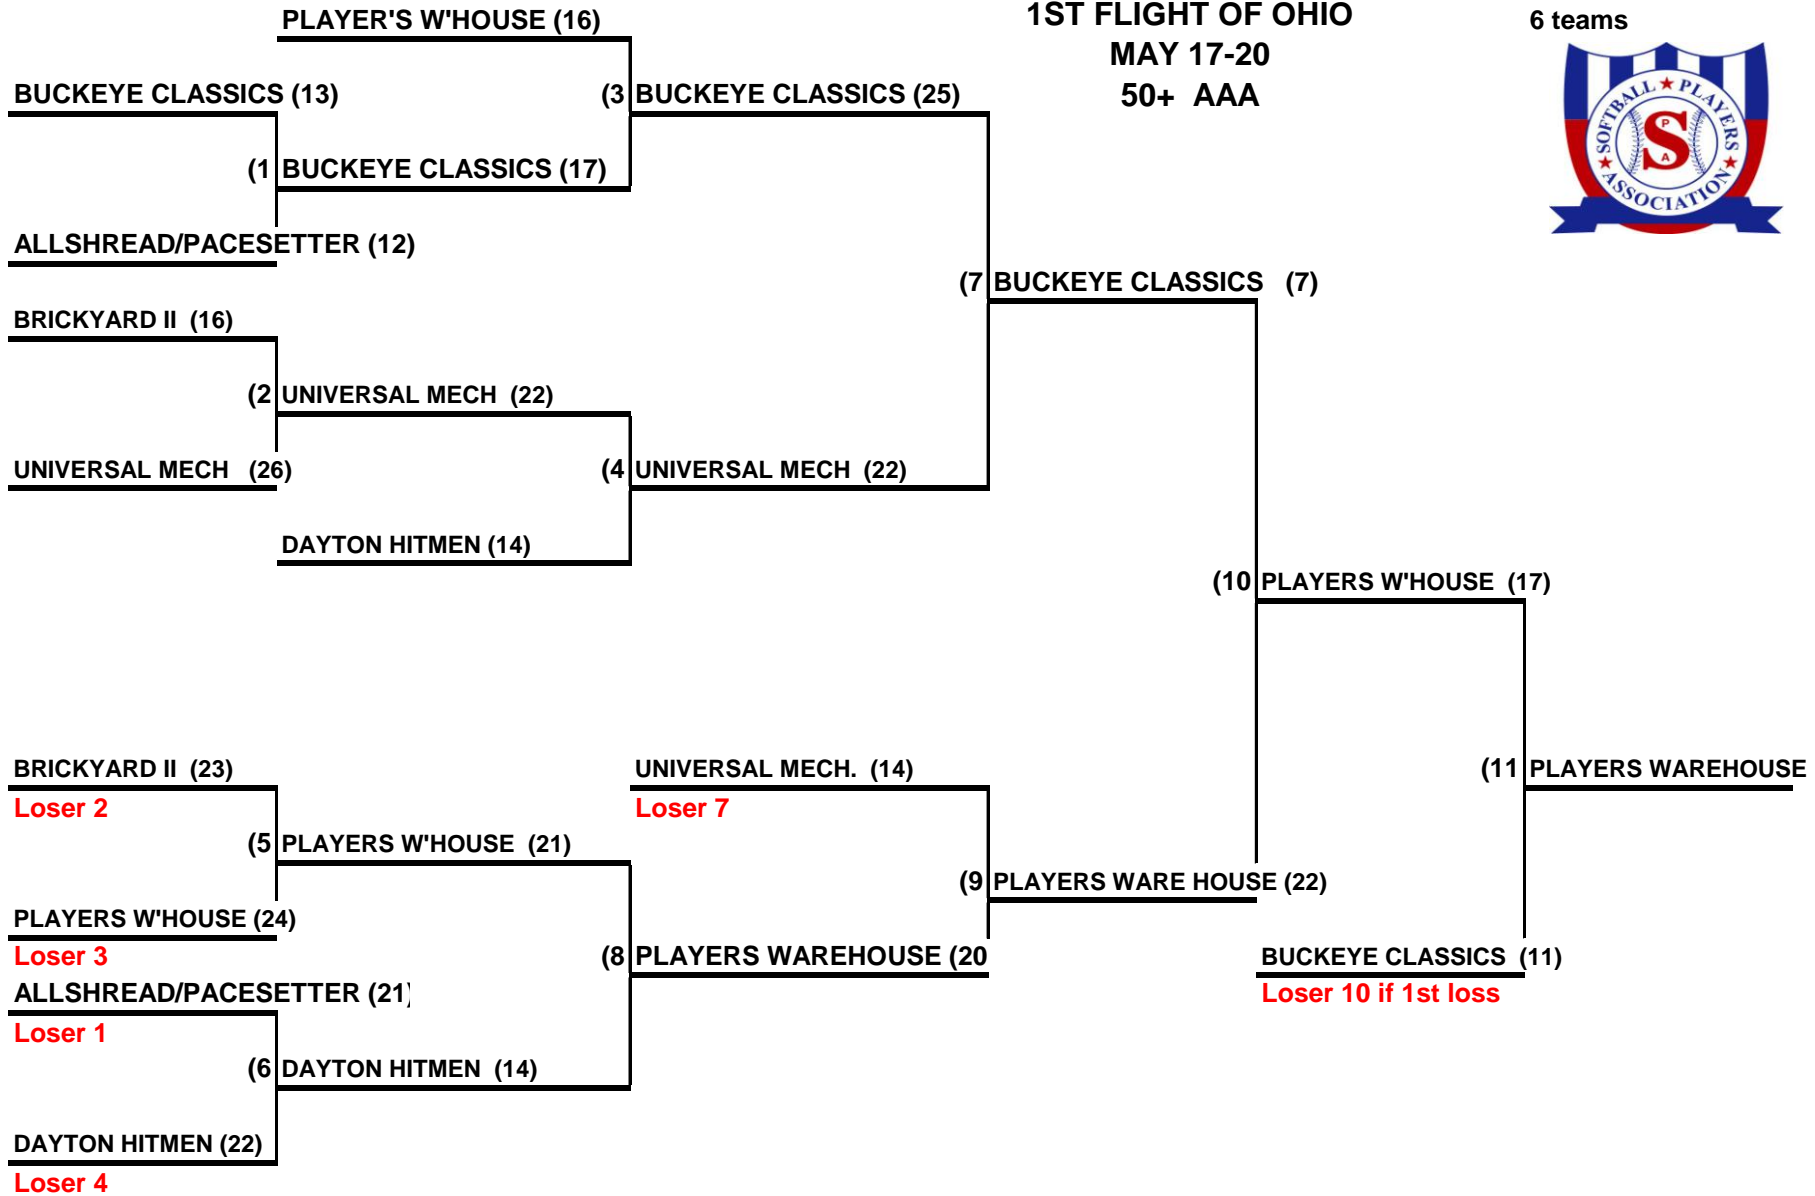 1ST FLIGHT OF OHIO
PLAYER'S W'HOUSE (16)
6 teams
MAY 17-20
BUCKEYE CLASSICS (13)
(3 BUCKEYE CLASSICS (25)
50+ AAA
SOFTBALL ★ PLAYERS ★ ASSOCIATION ★
P
S
A
(1 BUCKEYE CLASSICS (17)
ALLSHREAD/PACESETTER (12)
(7 BUCKEYE CLASSICS (7)
BRICKYARD II (16)
(2 UNIVERSAL MECH (22)
UNIVERSAL MECH (26)
(4 UNIVERSAL MECH (22)
DAYTON HITMEN (14)
(10 PLAYERS W'HOUSE (17)
BRICKYARD II (23)
UNIVERSAL MECH. (14)
(11 PLAYERS WAREHOUSE
Loser 2
Loser 7
(5 PLAYERS W'HOUSE (21)
(9 PLAYERS WARE HOUSE (22)
PLAYERS W'HOUSE (24)
Loser 3
(8 PLAYERS WAREHOUSE (20
BUCKEYE CLASSICS (11)
ALLSHREAD/PACESETTER (21)
Loser 10 if 1st loss
Loser 1
(6 DAYTON HITMEN (14)
DAYTON HITMEN (22)
Loser 4